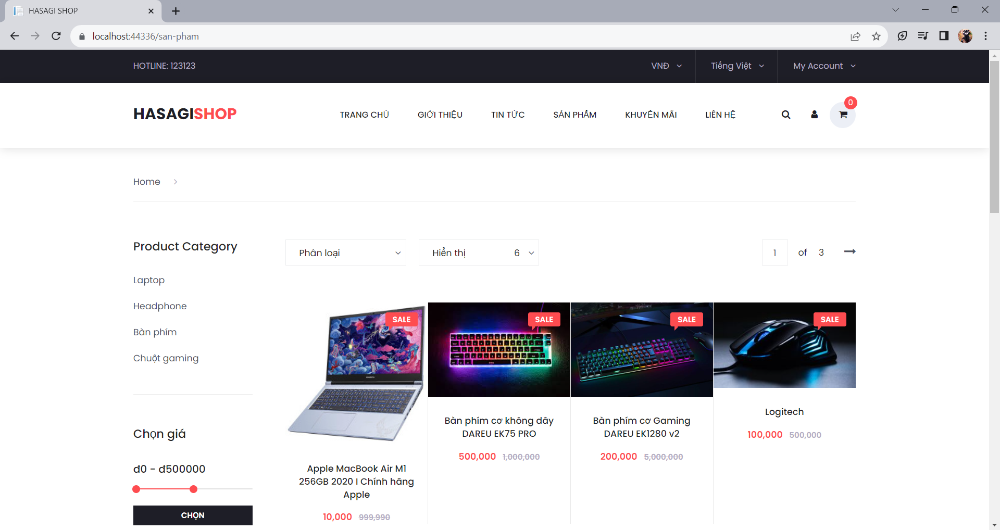 HASAGI SHOP
localhost:44336/san-pham
HOTLINE: 123123
VNĐ
Tiếng Việt
My Account
HASAGISHOP
TRANG CHỦ
GIỚI THIỆU
TIN TỨC
SẢN PHẨM
KHUYẾN MÃI
LIÊN HỆ
0
Home
Product Category
Laptop
Headphone
Bàn phím
Chuột gaming
Chọn giá
đ0 - đ500000
CHỌN
Phân loại
Hiển thị 6
1 of 3
SALE
Apple MacBook Air M1
256GB 2020 I Chính hãng
Apple
10,000 999,990
SALE
Bàn phím cơ không dây
DAREU EK75 PRO
500,000 1,000,000
SALE
Bàn phím cơ Gaming
DAREU EK1280 v2
200,000 5,000,000
SALE
Logitech
100,000 500,000